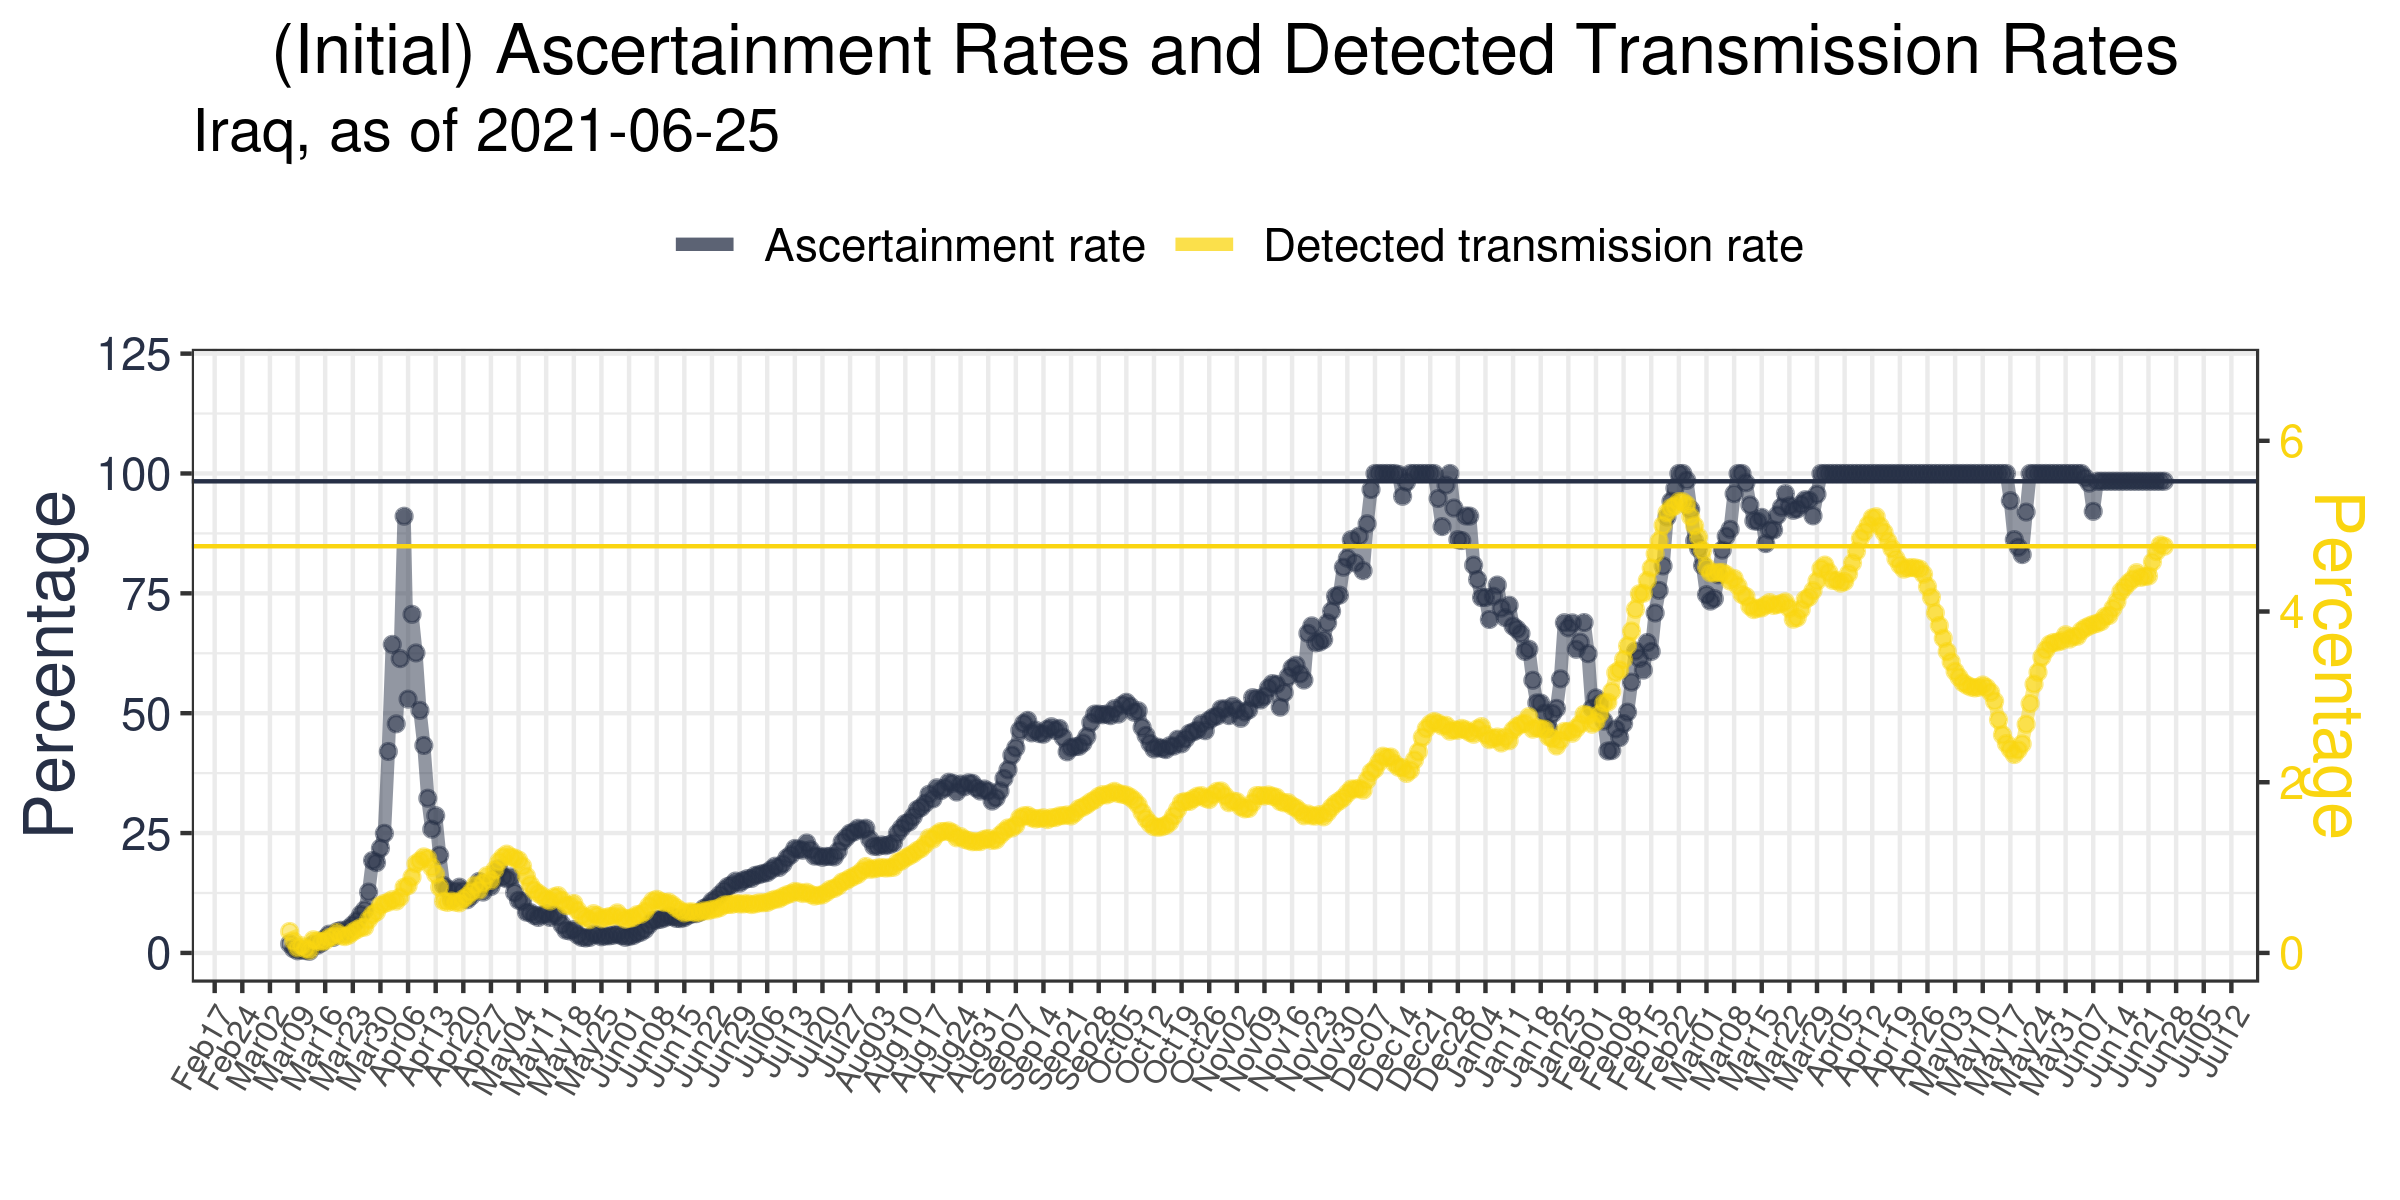 (Initial) Ascertainment Rates and Detected Transmission Rates
Iraq, as of 2021-06-25
Ascertainment rate Detected transmission rate
Percentage
125
100
75
50
25
0
6
4
2
0
Percentage
Feb17 Feb24 Mar02 Mar09 Mar16 Mar23 Mar30 Apr06 Apr13 Apr20 Apr27 May04 May11 May18 May25 Jun01 Jun08 Jun15 Jun22 Jun29 Jul06 Jul13 Jul20 Jul27 Aug03 Aug10 Aug17 Aug24 Aug31 Sep07 Sep14 Sep21 Sep28 Oct05 Oct12 Oct19 Oct26 Nov02 Nov09 Nov16 Nov23 Nov30 Dec07 Dec14 Dec21 Dec28 Jan04 Jan11 Jan18 Jan25 Feb01 Feb08 Feb15 Feb22 Mar01 Mar08 Mar15 Mar22 Mar29 Apr05 Apr12 Apr19 Apr26 May03 May10 May17 May24 May31 Jun07 Jun14 Jun21 Jun28 Jul05 Jul12